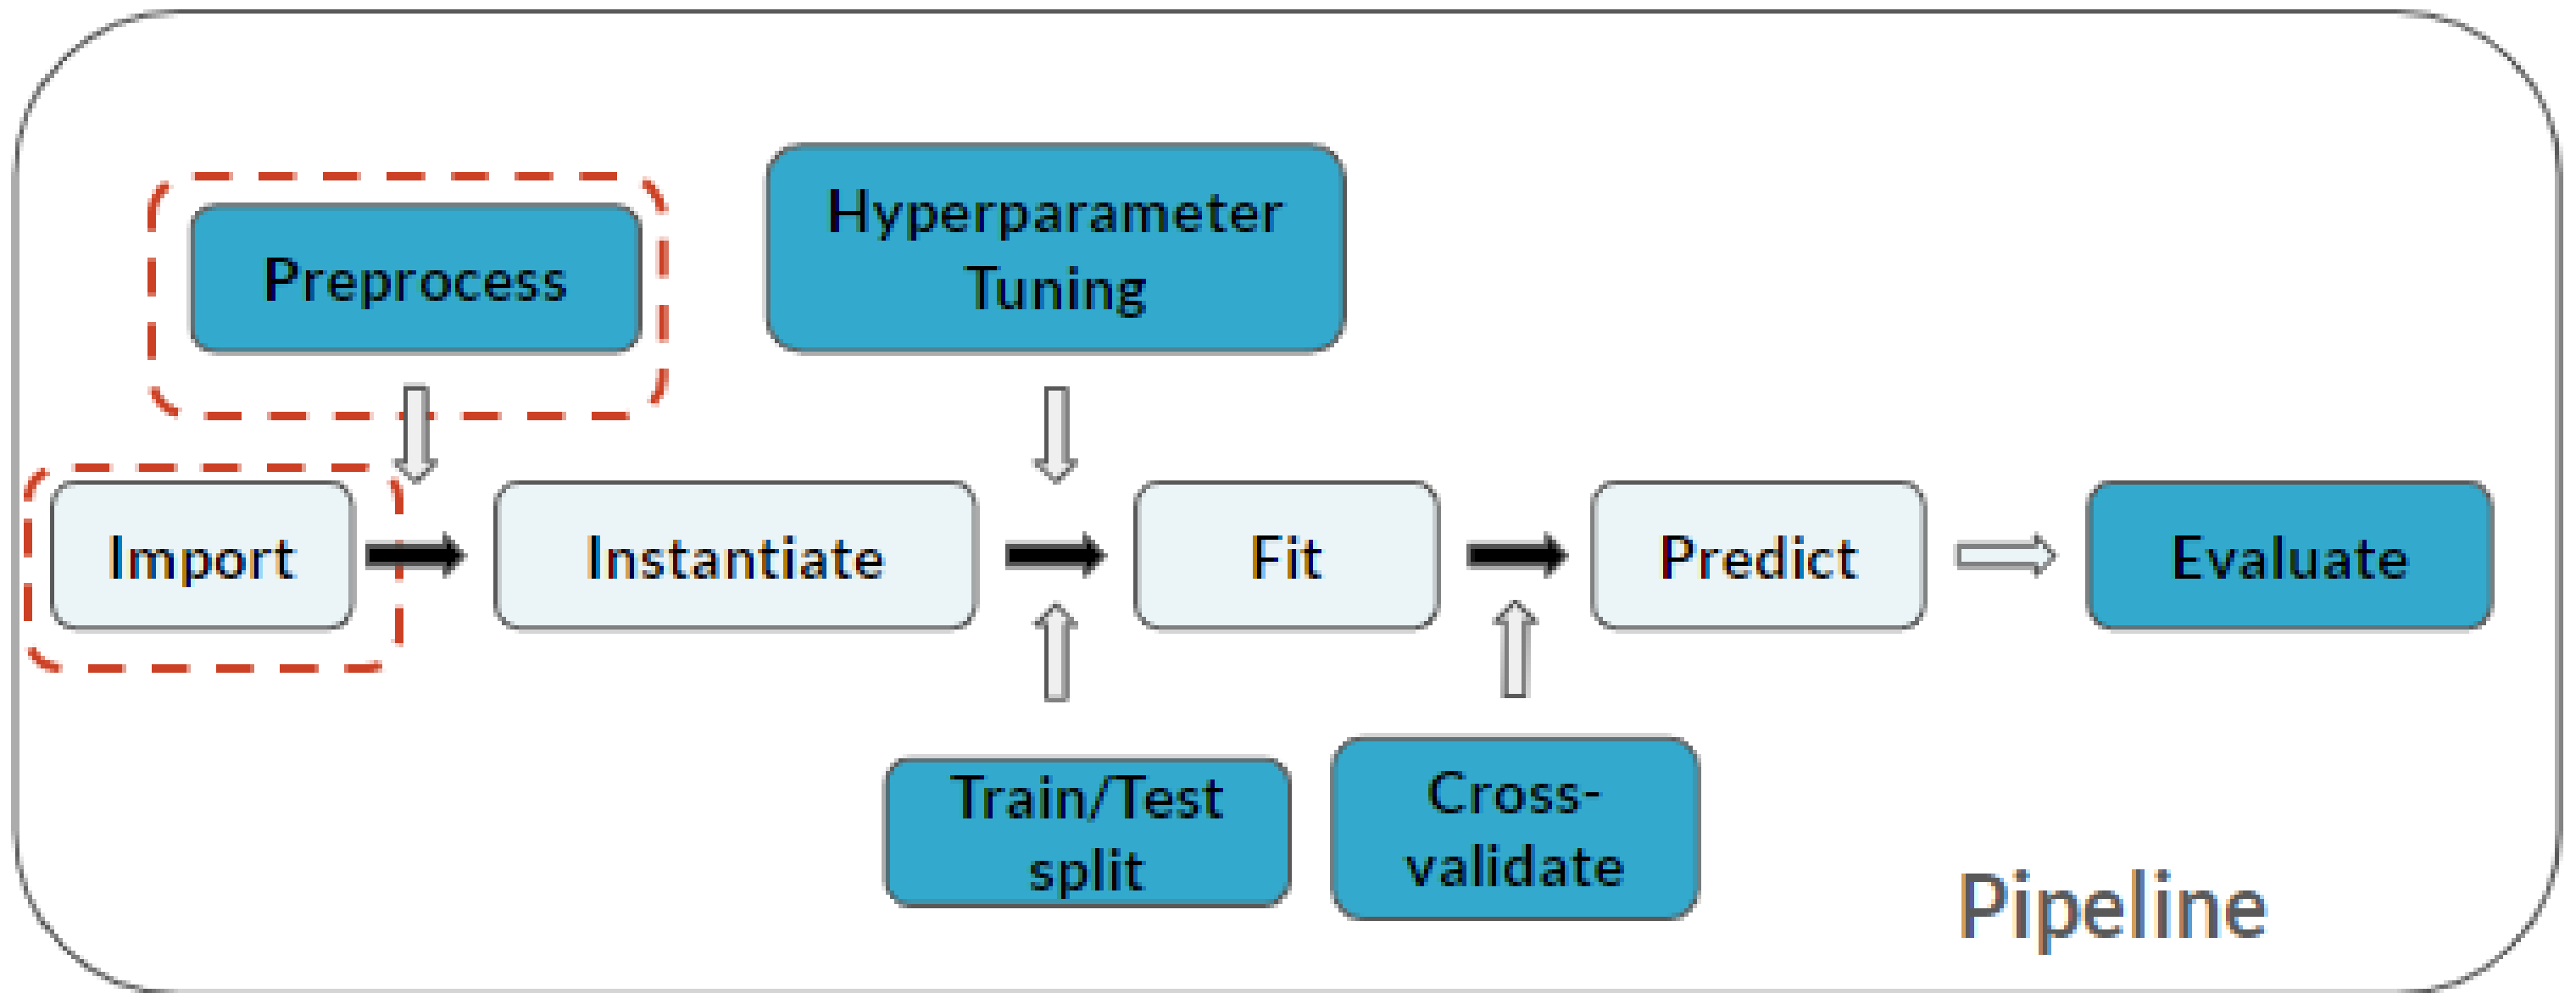 Preprocess
Hyperparameter
Tuning
Import
Instantiate
Fit
Predict
Evaluate
Train/Test
split
Cross-
validate
Pipeline